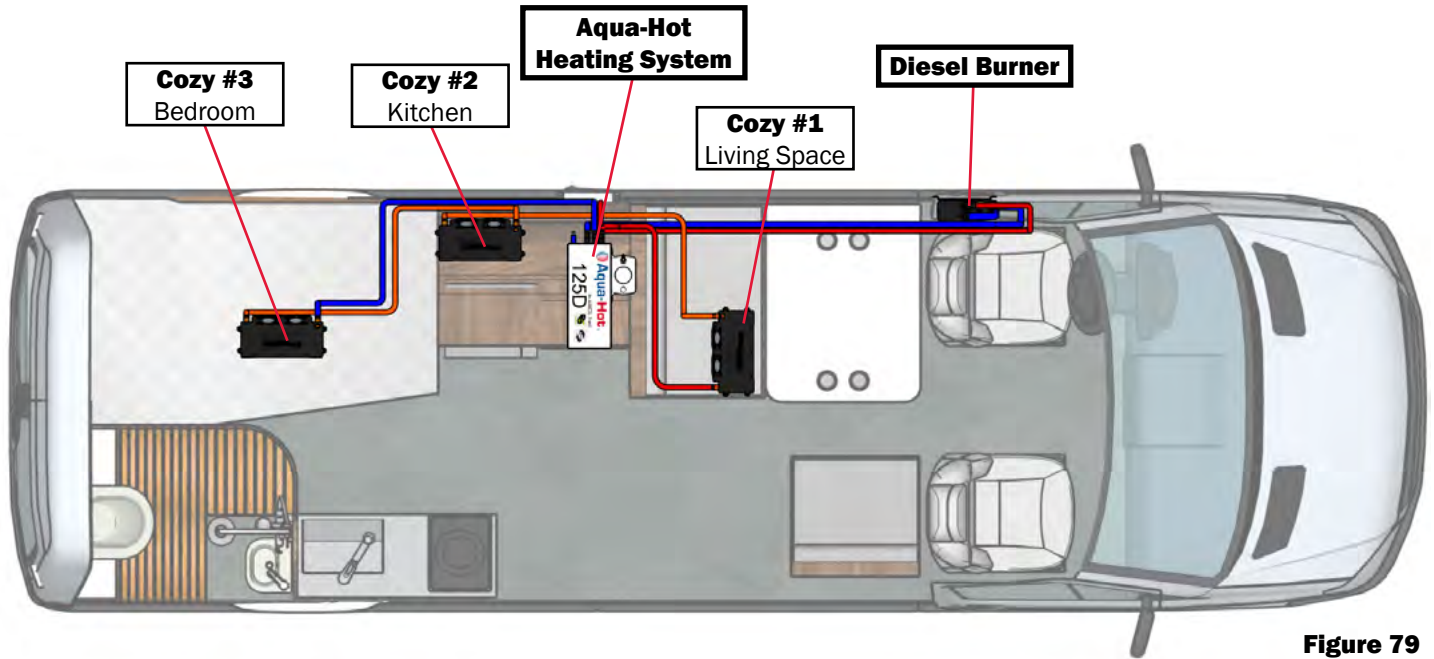 Aqua-Hot
Heating System
Diesel Burner
Cozy #3
Bedroom
Cozy #2
Kitchen
Cozy #1
Living Space
Aqua-Hot.
125D
Figure 79